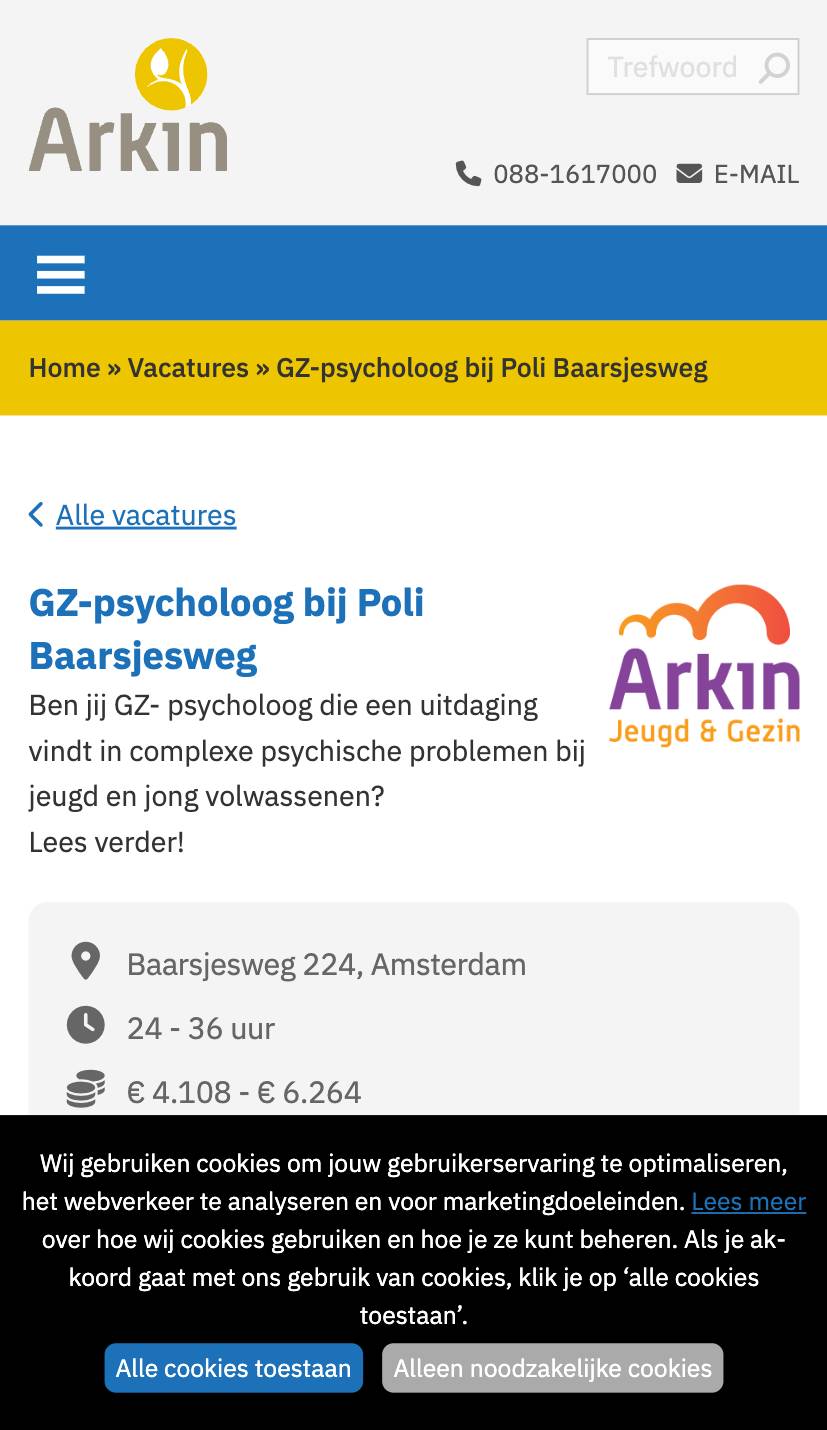 Arkin
Trefwoord
088-1617000 E-MAIL
Home » Vacatures » GZ-psycholoog bij Poli Baarsjesweg
Alle vacatures
GZ-psycholoog bij Poli
Baarsjesweg
Arkin
Jeugd & Gezin
Ben jij GZ- psycholoog die een uitdaging
vindt in complexe psychische problemen bij
jeugd en jong volwassenen?
Lees verder!
Baarsjesweg 224, Amsterdam
24 - 36 uur
€ 4.108 - € 6.264
Wij gebruiken cookies om jouw gebruikerservaring te optimaliseren,
het webverkeer te analyseren en voor marketingdoeleinden. Lees meer
over hoe wij cookies gebruiken en hoe je ze kunt beheren. Als je ak-
koord gaat met ons gebruik van cookies, klik je op ‘alle cookies
toestaan’.
Alle cookies toestaan Alleen noodzakelijke cookies